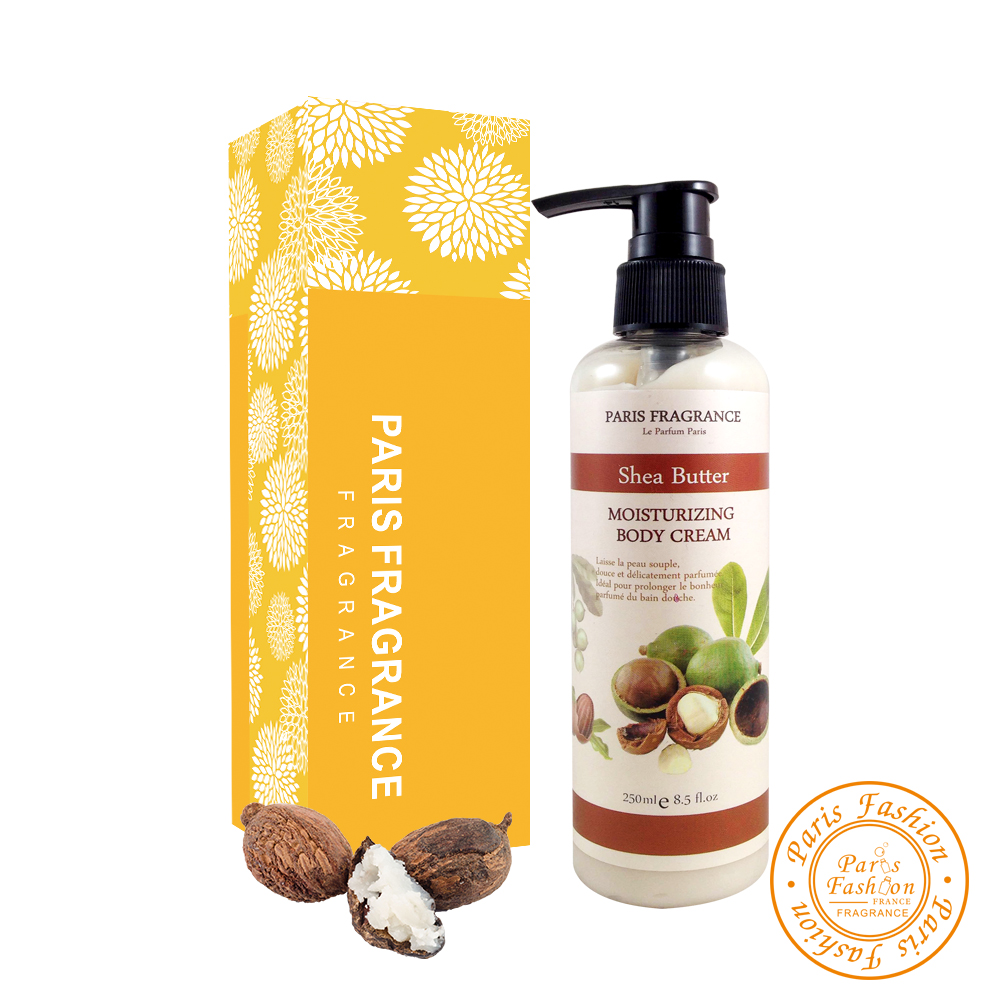 PARIS FRAGRANCE
FRAGRANCE
PARIS FRAGRANCE
Le Parfum Paris
Shea Butter
MOISTURIZING
BODY CREAM
Laisse la peau souple,
douce et délicatement parfumée
Idéal pour prolonger le bonheur
parfumé du bain douche.
250ml e 8.5 fl.oz
Paris Fashion • Paris Fashion •
Paris
Fashion
FRANCE
FRAGRANCE